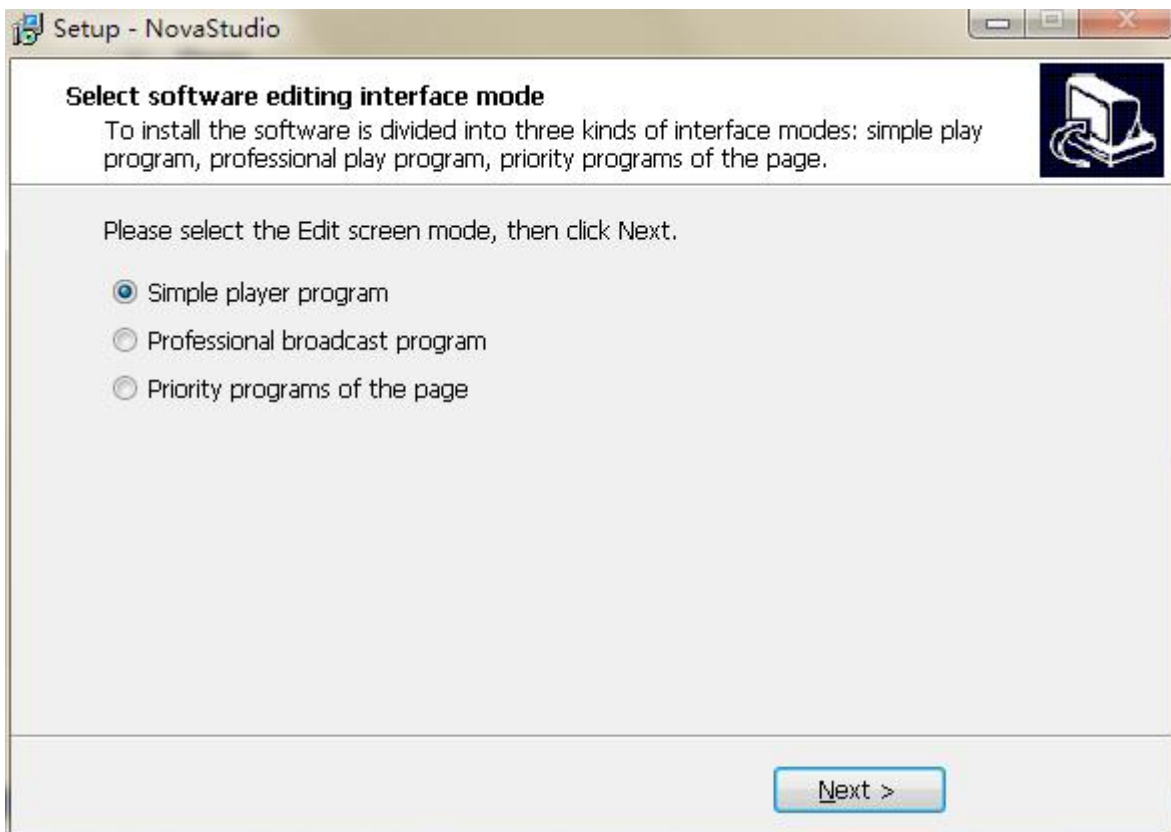 Setup - NovaStudio
Select software editing interface mode
To install the software is divided into three kinds of interface modes: simple play
program, professional play program, priority programs of the page.
Please select the Edit screen mode, then click Next.
Simple player program
Professional broadcast program
Priority programs of the page
Next >